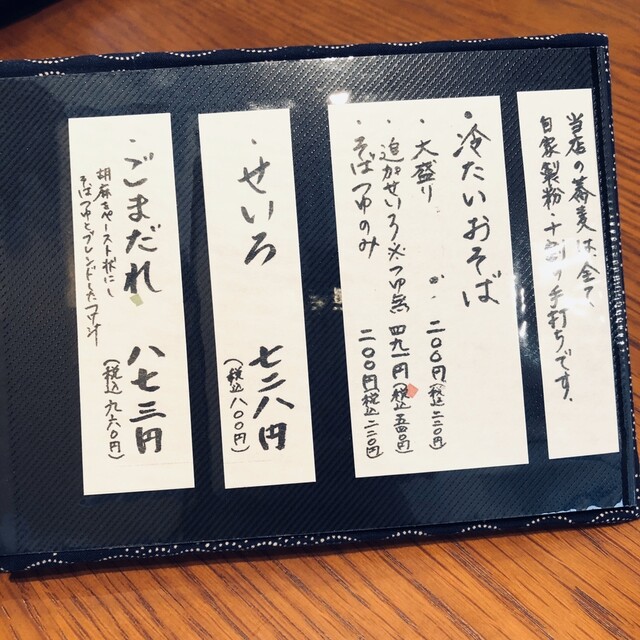 当店の蕎麦は全て
自家製粉・十割・手打ちです。
・冷たいおそば
・大盛り 二〇〇円(税込二二〇円)
・追加せいろ※つゆ無 四九一円(税込五四〇円)
・そばつゆのみ 二〇〇円(税込二二〇円)
・せいろ 七二八円
(税込八〇〇円)
・ごまだれ 八七三円
(税込九六〇円)
胡麻をペースト状にし
そばつゆとブレンドした